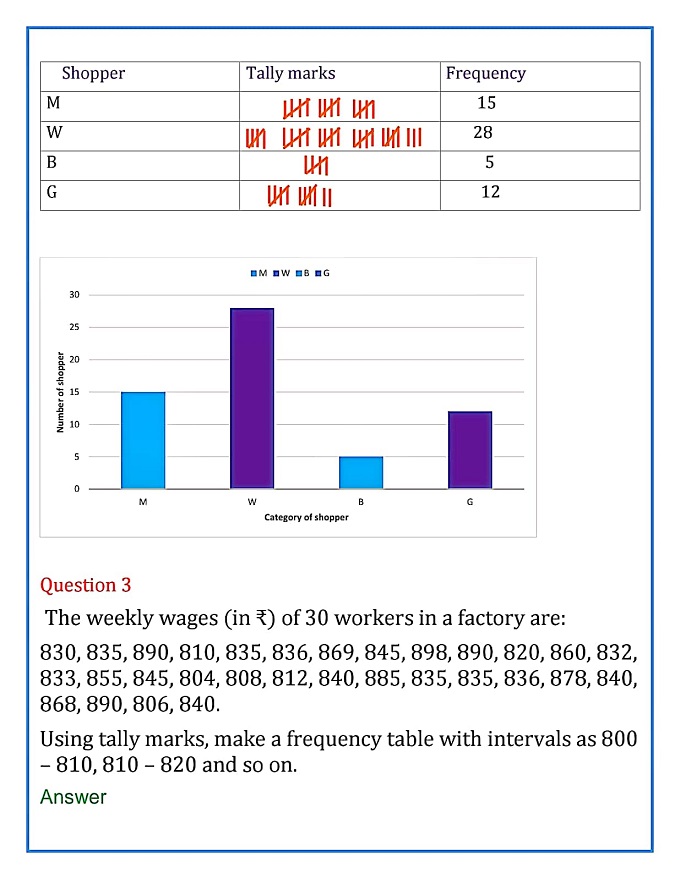 Shopper Tally marks Frequency
M 15
W 28
B 5
G 12
M W B G
30
25
20
15
10
5
0
Number of shopper
M W B G
Category of shopper
Question 3
The weekly wages (in ₹) of 30 workers in a factory are:
830, 835, 890, 810, 835, 836, 869, 845, 898, 890, 820, 860, 832,
833, 855, 845, 804, 808, 812, 840, 885, 835, 835, 836, 878, 840,
868, 890, 806, 840.
Using tally marks, make a frequency table with intervals as 800
– 810, 810 – 820 and so on.
Answer